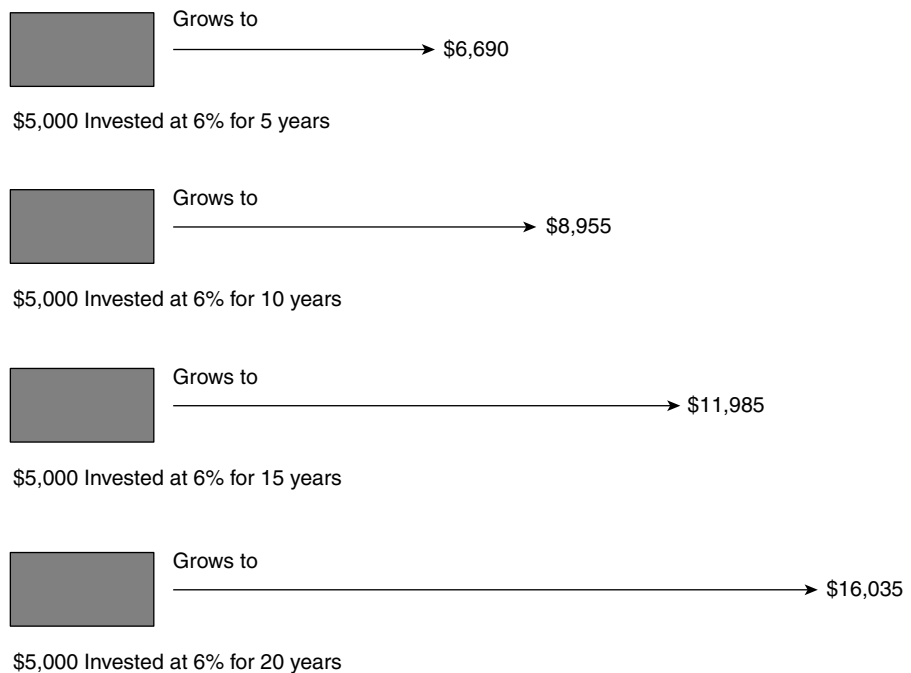 Grows to
$6,690
$5,000 Invested at 6% for 5 years
Grows to
$8,955
$5,000 Invested at 6% for 10 years
Grows to
$11,985
$5,000 Invested at 6% for 15 years
Grows to
$16,035
$5,000 Invested at 6% for 20 years